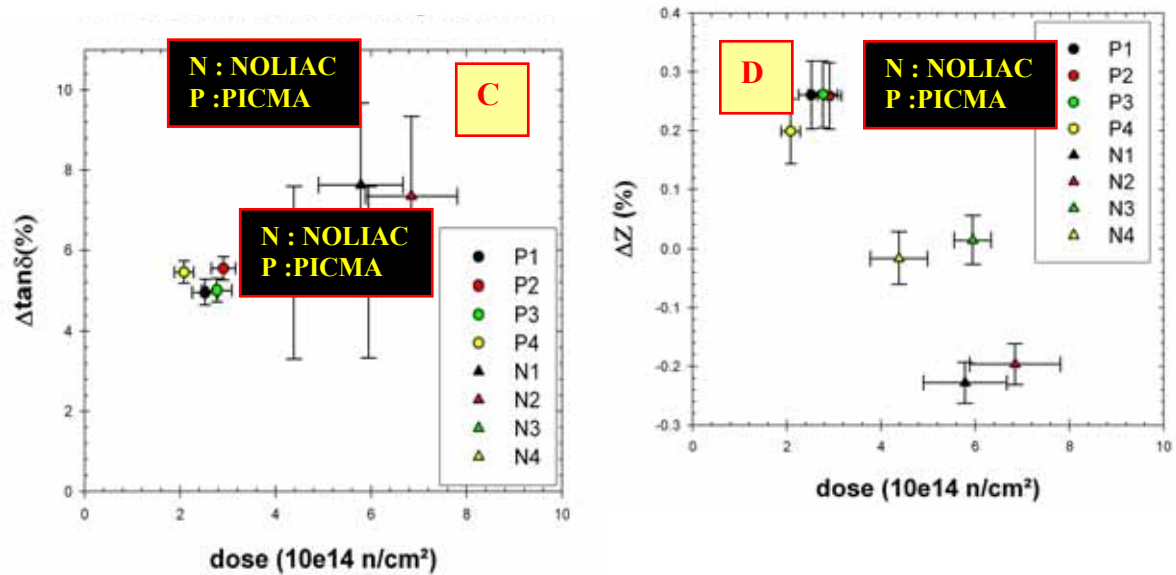 N : NOLIAC
P :PICMA
C
N : NOLIAC
P :PICMA
10
8
6
4
2
0
Δtanδ(%)
P1
P2
P3
P4
N1
N2
N3
N4
0 2 4 6 8 10
dose (10e14 n/cm²)
D
N : NOLIAC
P :PICMA
0.4
0.3
0.2
0.1
0.0
-0.1
-0.2
-0.3
ΔZ (%)
P1
P2
P3
P4
N1
N2
N3
N4
0 2 4 6 8 10
dose (10e14 n/cm²)